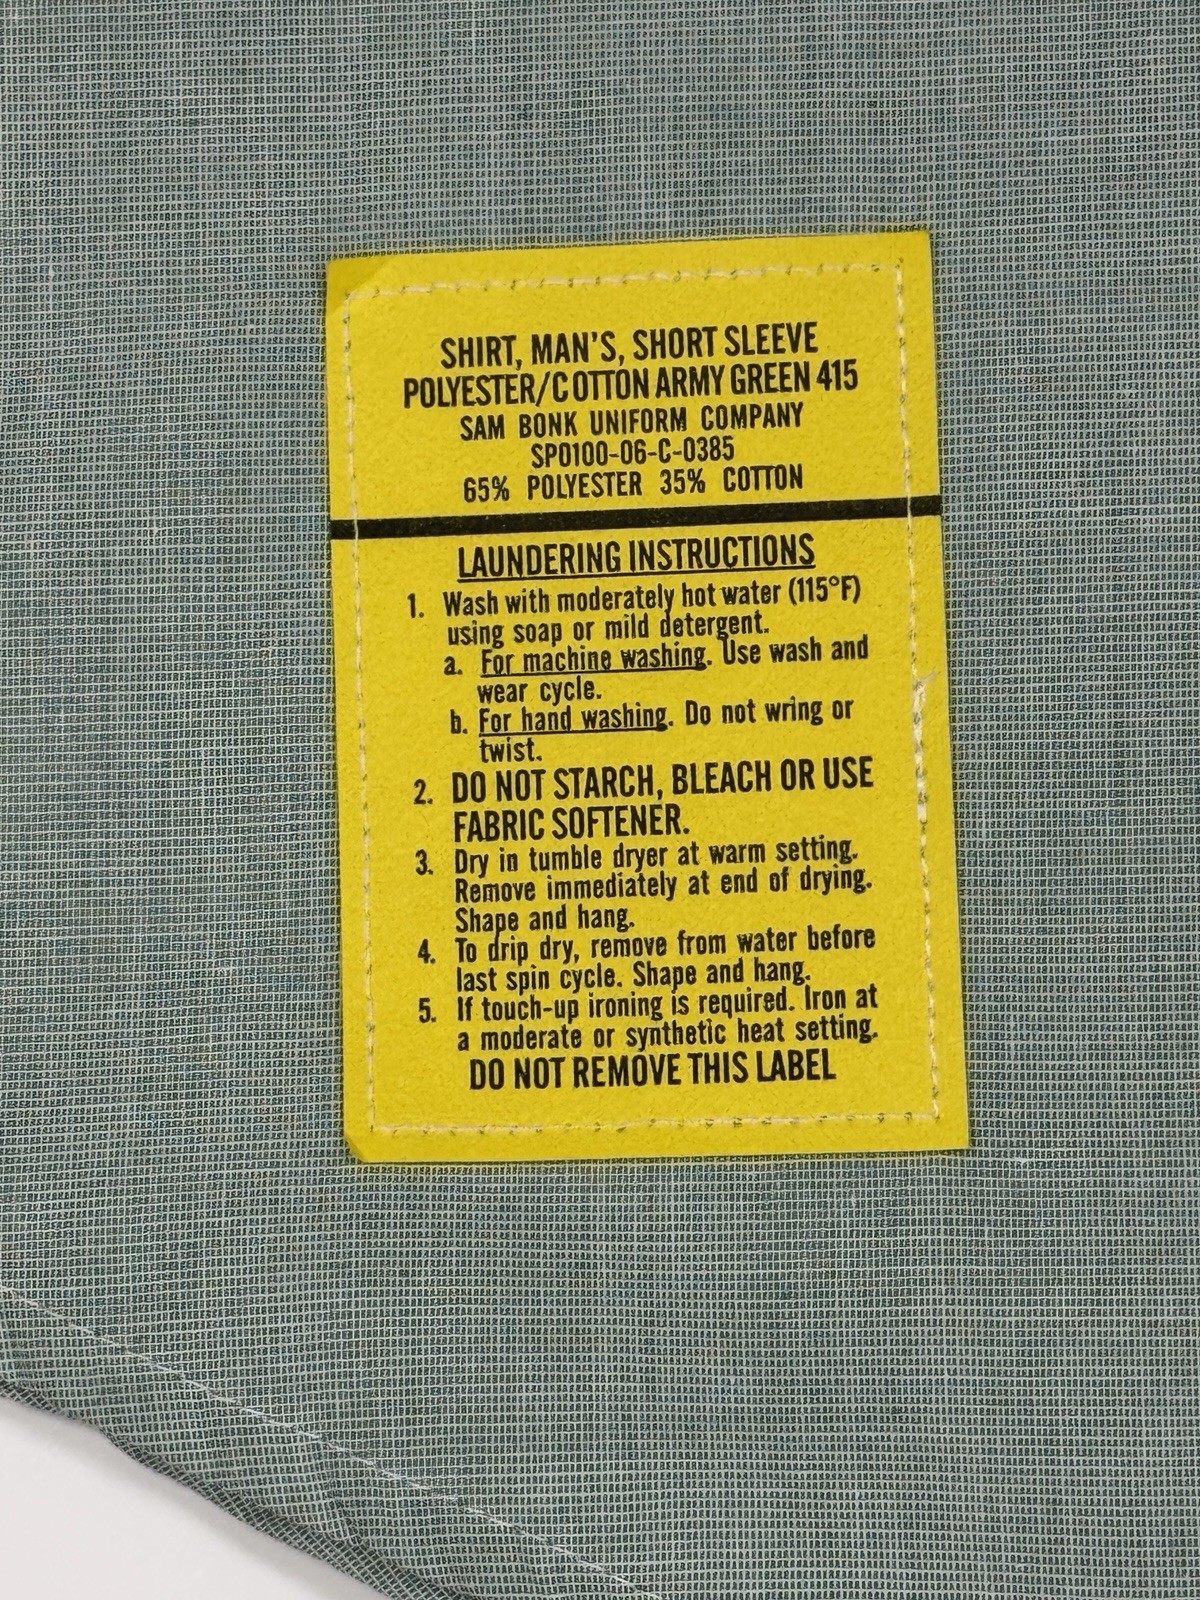 SHIRT, MAN'S, SHORT SLEEVE
POLYESTER/COTTON ARMY GREEN 415
SAM BONK UNIFORM COMPANY
SPO100-06-C-0385
65% POLYESTER 35% COTTON
LAUNDERING INSTRUCTIONS
1. Wash with moderately hot water (115°F)
using soap or mild detergent.
a. For machine washing. Use wash and
wear cycle.
b. For hand washing. Do not wring or
twist.
2. DO NOT STARCH, BLEACH OR USE
FABRIC SOFTENER.
3. Dry in tumble dryer at warm setting.
Remove immediately at end of drying.
Shape and hang.
4. To drip dry, remove from water before
last spin cycle. Shape and hang.
5. If touch-up ironing is required. Iron at
a moderate or synthetic heat setting.
DO NOT REMOVE THIS LABEL